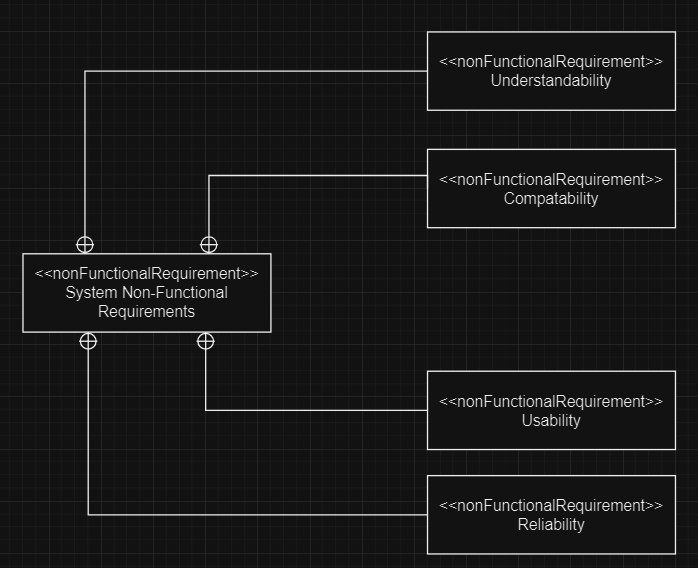 <<nonFunctionalRequirement>>
Understandability
<<nonFunctionalRequirement>>
Compatability
<<nonFunctionalRequirement>>
System Non-Functional
Requirements
<<nonFunctionalRequirement>>
Usability
<<nonFunctionalRequirement>>
Reliability